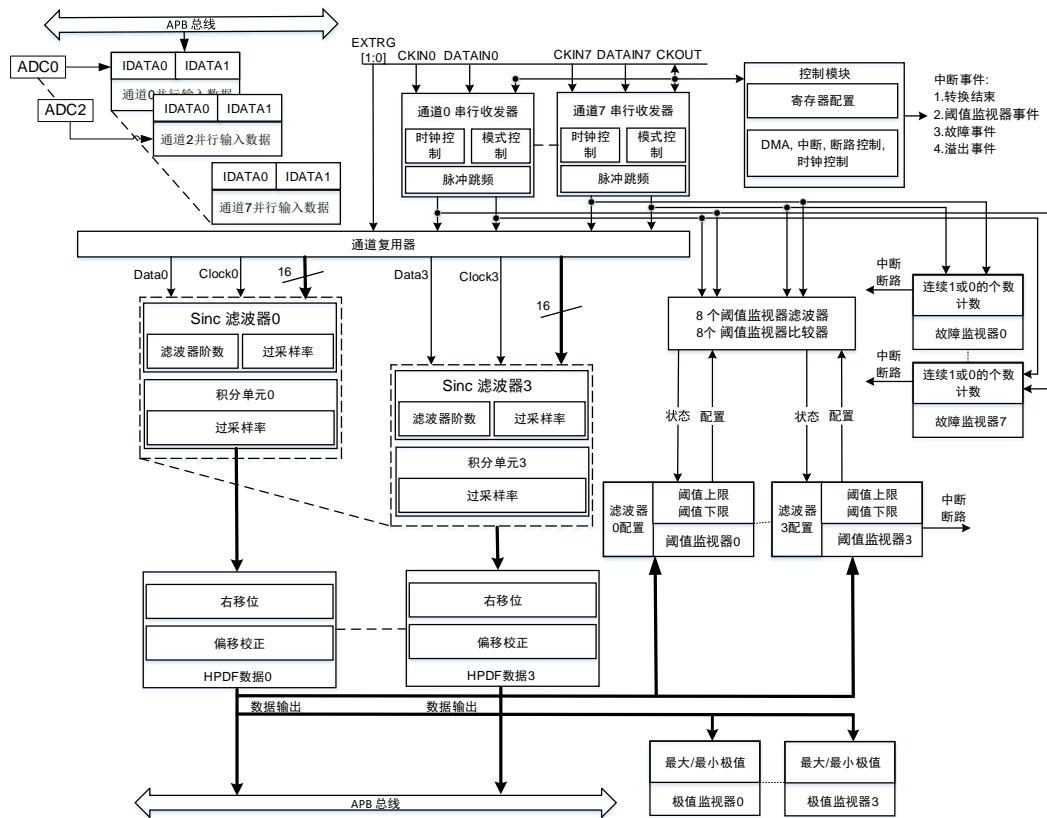 APB 总线
ADC0
IDATA0 IDATA1
通道0并行输入数据
ADC2
IDATA0 IDATA1
通道2并行输入数据
IDATA0 IDATA1
通道7并行输入数据
EXTRG
[1:0]
CKIN0 DATAIN0
CKIN7 DATAIN7 CKOUT
通道0 串行收发器
时钟控制
模式控制
脉冲跳频
通道7 串行收发器
时钟控制
模式控制
脉冲跳频
控制模块
寄存器配置
DMA, 中断, 断路控制,
时钟控制
中断事件:
1.转换结束
2.阈值监视器事件
3.故障事件
4.溢出事件
通道复用器
Data0
Clock0
16
Data3
Clock3
16
Sinc 滤波器0
滤波器阶数
过采样率
积分单元0
过采样率
Sinc 滤波器3
滤波器阶数
过采样率
积分单元3
过采样率
8 个阈值监视器滤波器
8个 阈值监视器比较器
中断
断路
连续1或0的个数
计数
故障监视器0
中断
断路
连续1或0的个数
计数
故障监视器7
状态
配置
状态
配置
滤波器
0配置
阈值上限
阈值下限
阈值监视器0
滤波器
3配置
阈值上限
阈值下限
阈值监视器3
中断
断路
右移位
偏移校正
HPDF数据0
右移位
偏移校正
HPDF数据3
数据输出
数据输出
最大/最小极值
极值监视器0
最大/最小极值
极值监视器3
APB 总线